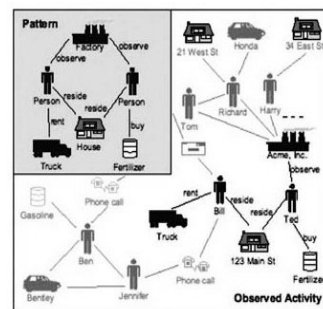 Pattern
Factory
observe
observe
Person
reside
reside
Person
rent
House
buy
Truck
Fertilizer
21 West St
Honda
34 East St
Tom
Richard
Harry
Acme, Inc.
observe
rent
Bill
reside
reside
Ted
Truck
123 Main St
buy
Fertilizer
Gasoline
Phone call
Ben
Bentley
Jennifer
Phone call
Observed Activity